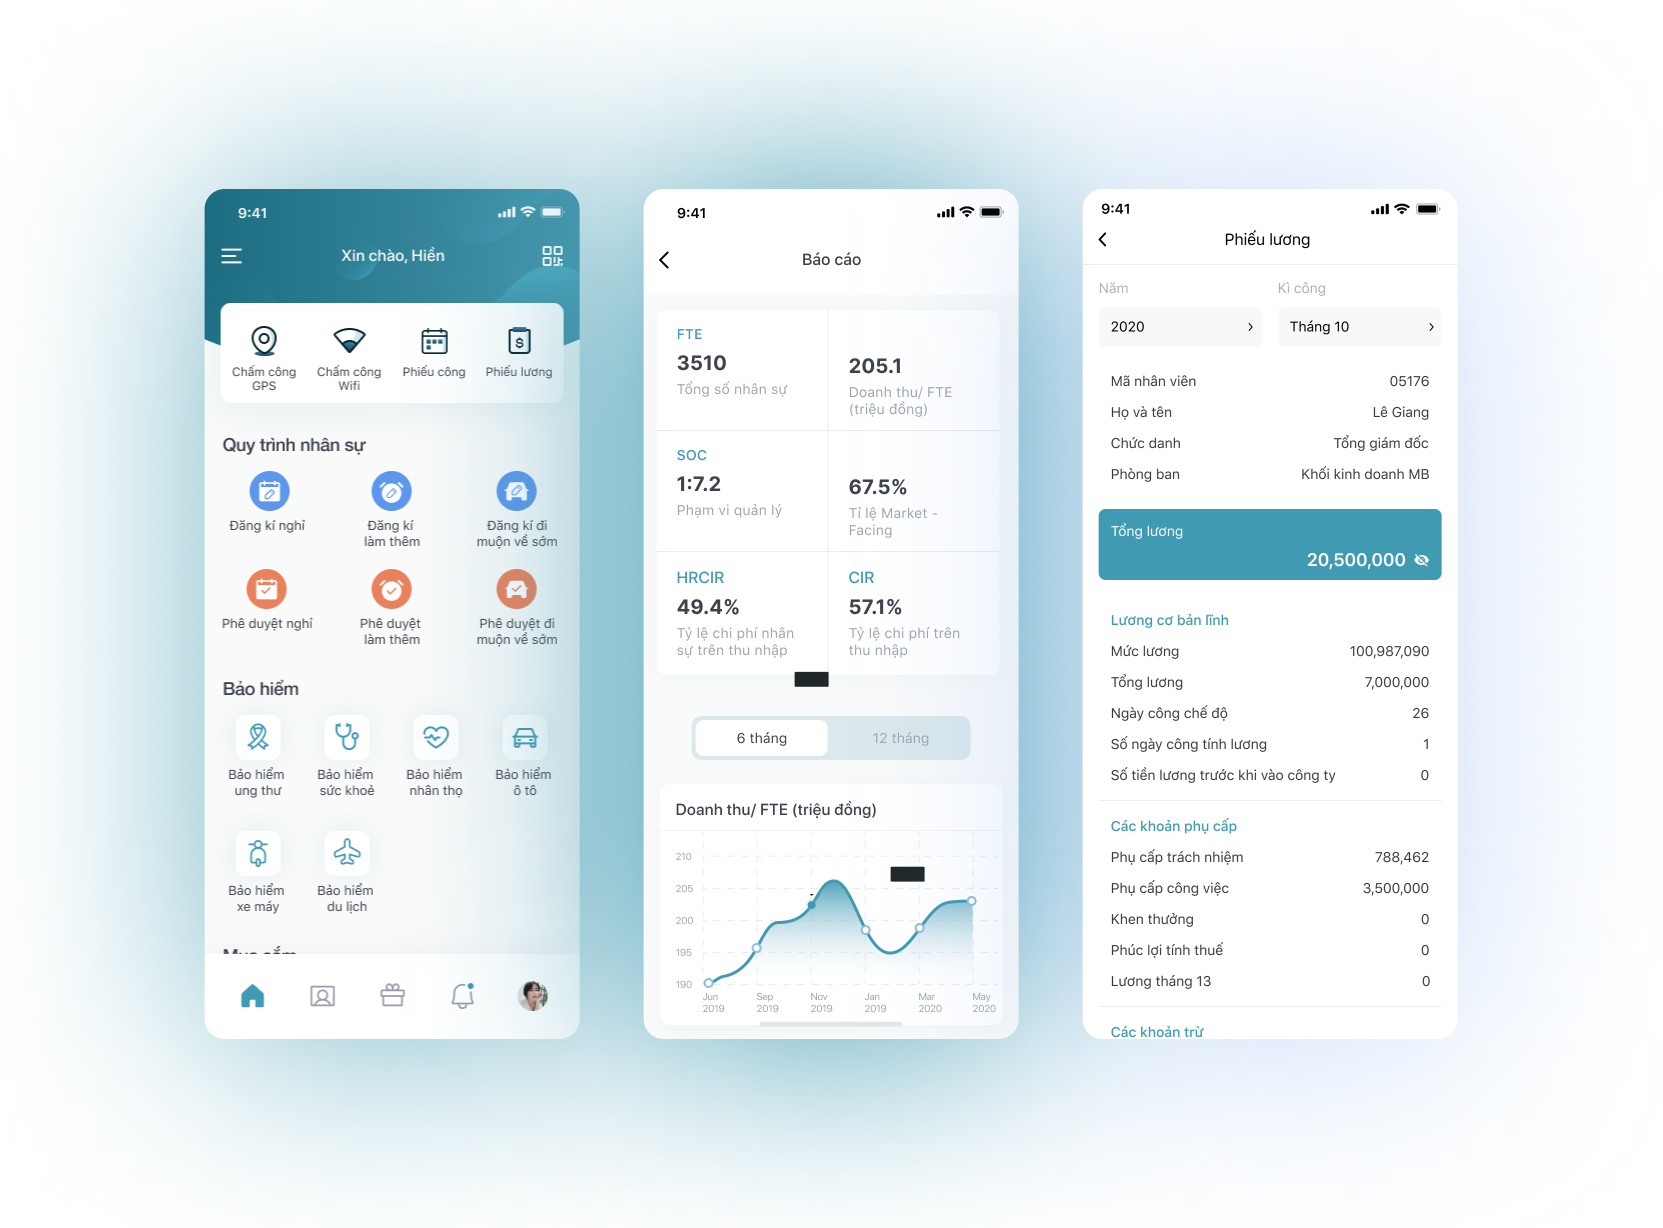 9:41
Xin chào, Hiền
Chấm công
GPS
Chấm công
Wifi
Phiếu công
Phiếu lương
Quy trình nhân sự
Đăng kí nghỉ
Đăng kí
làm thêm
Đăng kí đi
muộn về sớm
Phê duyệt nghỉ
Phê duyệt
làm thêm
Phê duyệt đi
muộn về sớm
Bảo hiểm
Bảo hiểm
ung thư
Bảo hiểm
sức khoẻ
Bảo hiểm
nhân thọ
Bảo hiểm
ô tô
Bảo hiểm
xe máy
Bảo hiểm
du lịch
Mua sắm
9:41
Báo cáo
FTE
3510
Tổng số nhân sự
205.1
Doanh thu/ FTE
(triệu đồng)
SOC
1:7.2
Phạm vi quản lý
67.5%
Tỉ lệ Market -
Facing
HRCIR
49.4%
Tỷ lệ chi phí nhân
sự trên thu nhập
CIR
57.1%
Tỷ lệ chi phí trên
thu nhập
6 tháng
12 tháng
Doanh thu/ FTE (triệu đồng)
210
205
200
195
190
Jun
2019
Sep
2019
Nov
2019
Jan
2019
Mar
2020
May
2020
9:41
Phiếu lương
Năm
Kì công
2020
Tháng 10
Mã nhân viên 05176
Họ và tên Lê Giang
Chức danh Tổng giám đốc
Phòng ban Khối kinh doanh MB
Tổng lương
20,500,000
Lương cơ bản lĩnh
Mức lương 100,987,090
Tổng lương 7,000,000
Ngày công chế độ 26
Số ngày công tính lương 1
Số tiền lương trước khi vào công ty 0
Các khoản phụ cấp
Phụ cấp trách nhiệm 788,462
Phụ cấp công việc 3,500,000
Khen thưởng 0
Phúc lợi tính thuế 0
Lương tháng 13 0
Các khoản trừ